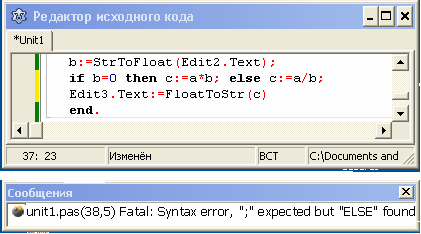 Редактор исходного кода
*Unit1
b:=StrToFloat(Edit2.Text);
if b=0 then c:=a*b; else c:=a/b;
Edit3.Text:=FloatToStr(c)
end.
37: 23 Изменён ВСТ C:\Documents and
Сообщения
unit1.pas(38,5) Fatal: Syntax error, ";" expected but "ELSE" found